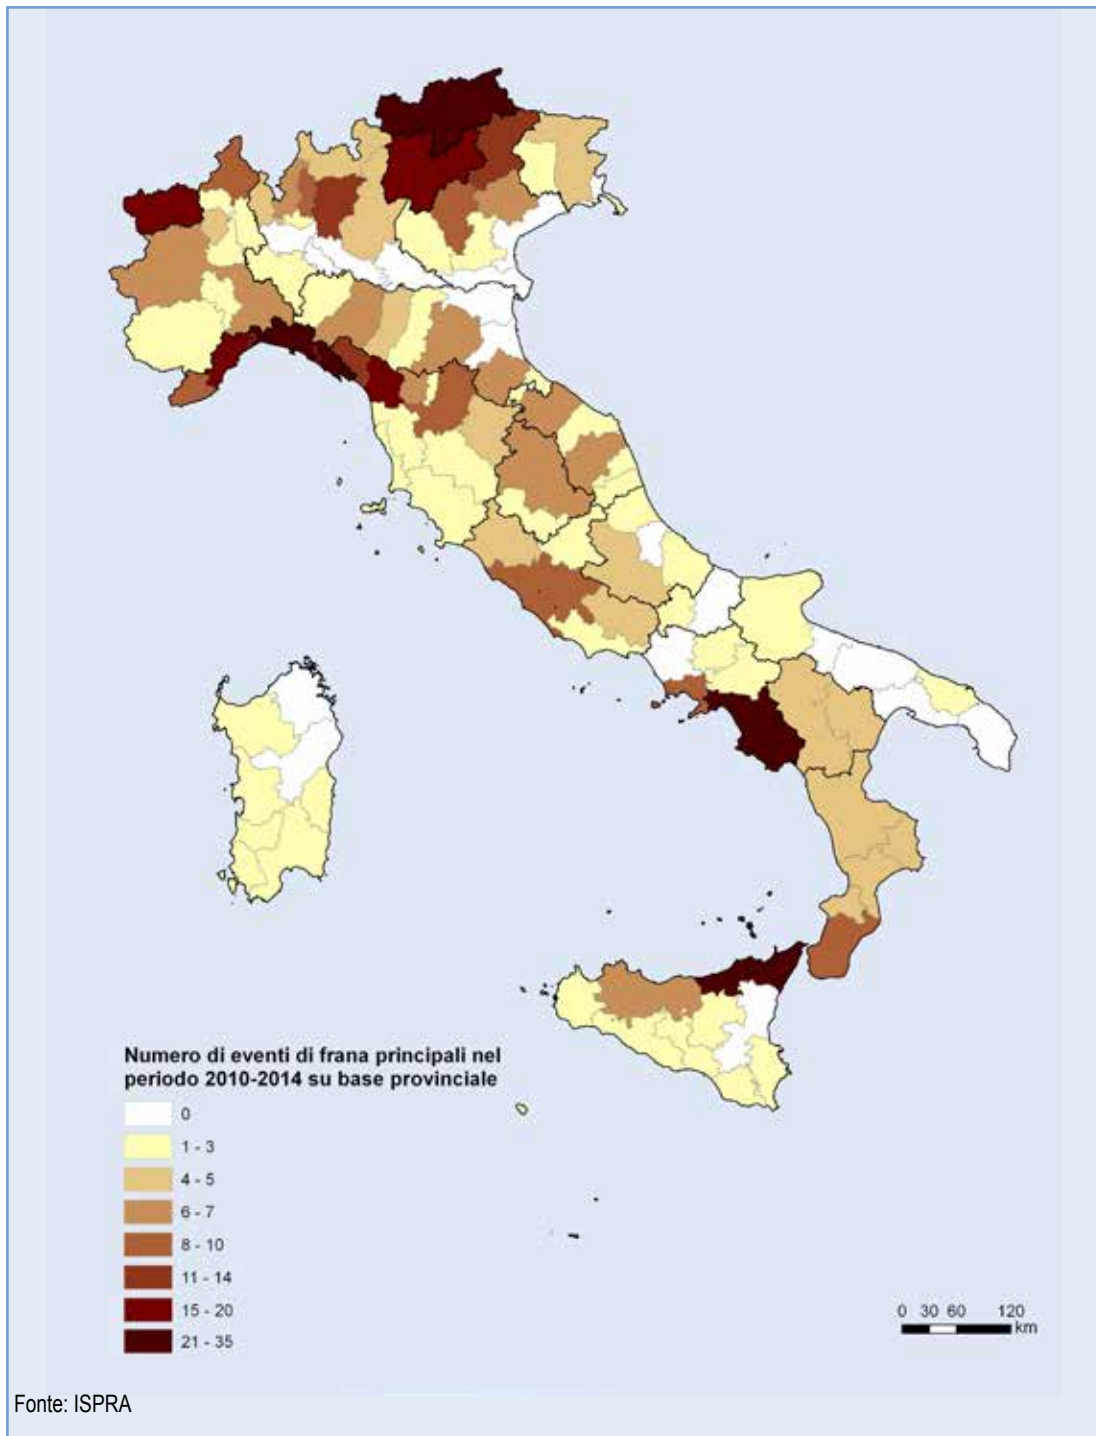 Numero di eventi di frana principali nel
periodo 2010-2014 su base provinciale
0
1 - 3
4 - 5
6 - 7
8 - 10
11 - 14
15 - 20
21 - 35
0 30 60 120
km
Fonte: ISPRA